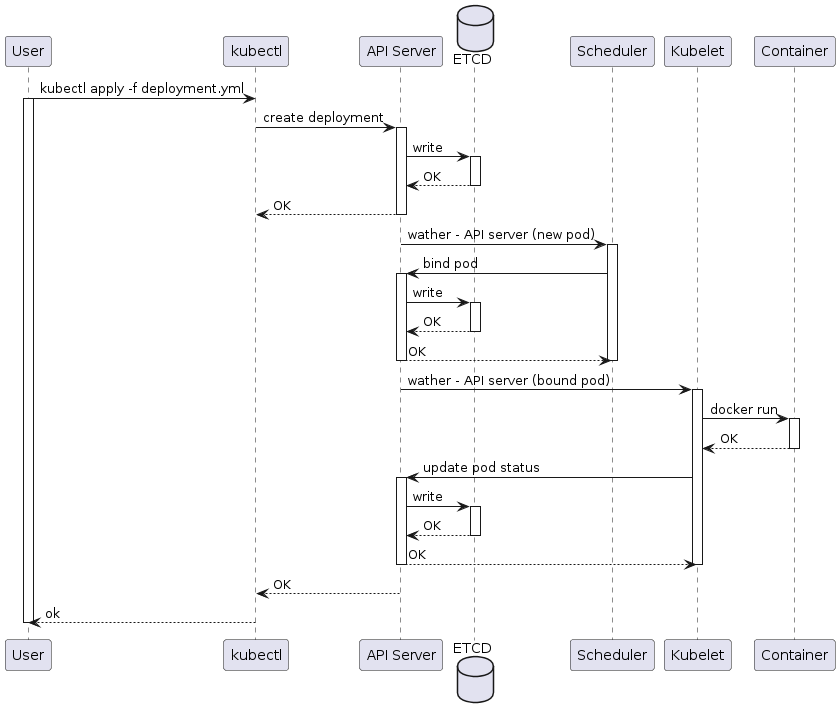 User
kubectl
API Server
ETCD
Scheduler
Kubelet
Container
kubectl apply -f deployment.yml
create deployment
write
OK
OK
wather - API server (new pod)
bind pod
write
OK
OK
wather - API server (bound pod)
docker run
OK
update pod status
write
OK
OK
OK
ok
User
kubectl
API Server
ETCD
Scheduler
Kubelet
Container